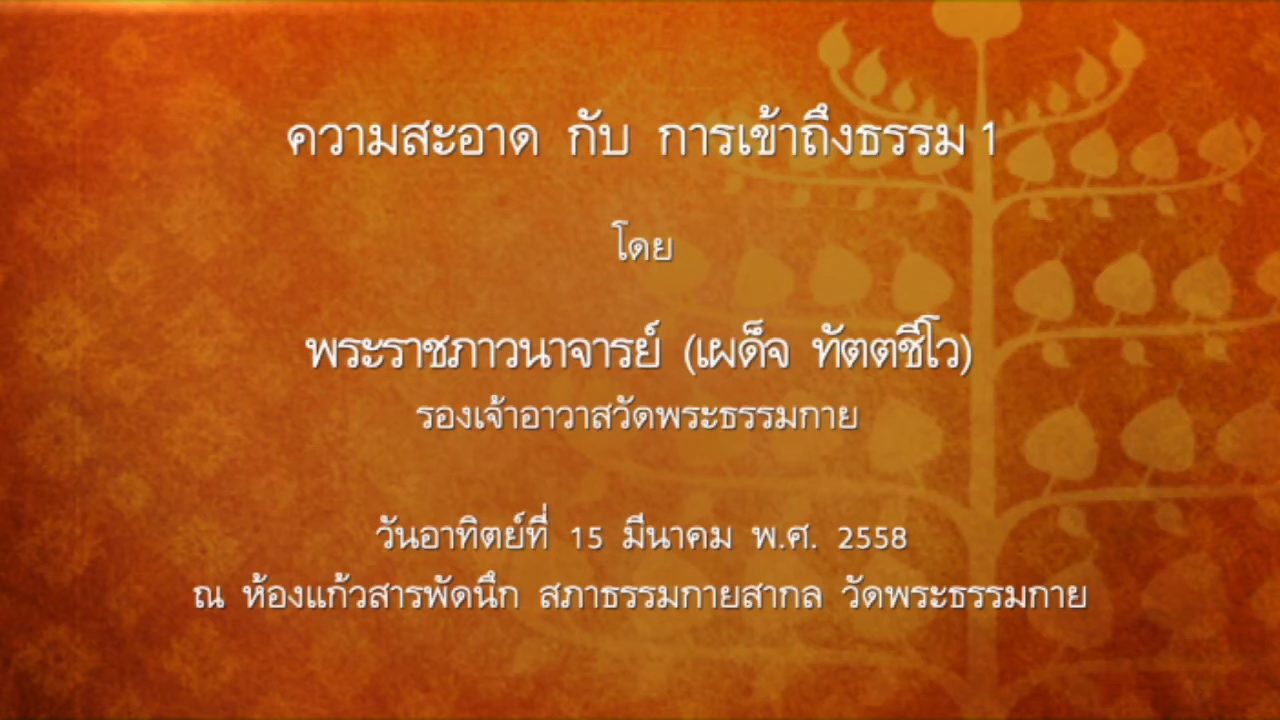 ความสะอาด กับ การเข้าถึงธรรม 1
โดย
พระราชภาวนาจารย์ (เผด็จ ทัตตชีโว)
รองเจ้าอาวาสวัดพระธรรมกาย
วันอาทิตย์ที่ 15 มีนาคม พ.ศ. 2558
ณ ห้องแก้วสารพัดนึก สภาธรรมกายสากล วัดพระธรรมกาย